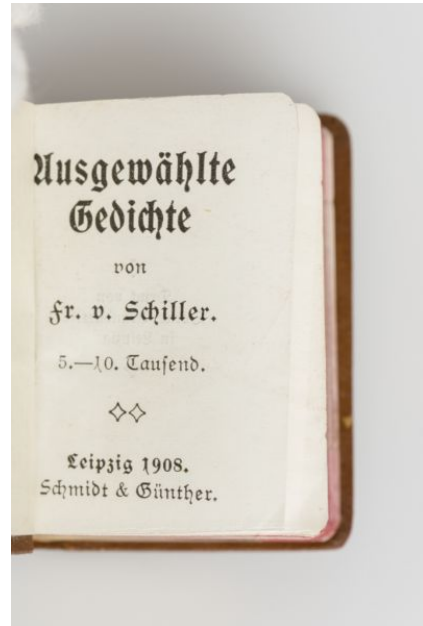 Ausgewählte
Gedichte
von
Fr. v. Schiller.
5.—10. Tausend.
Leipzig 1908.
Schmidt & Günther.